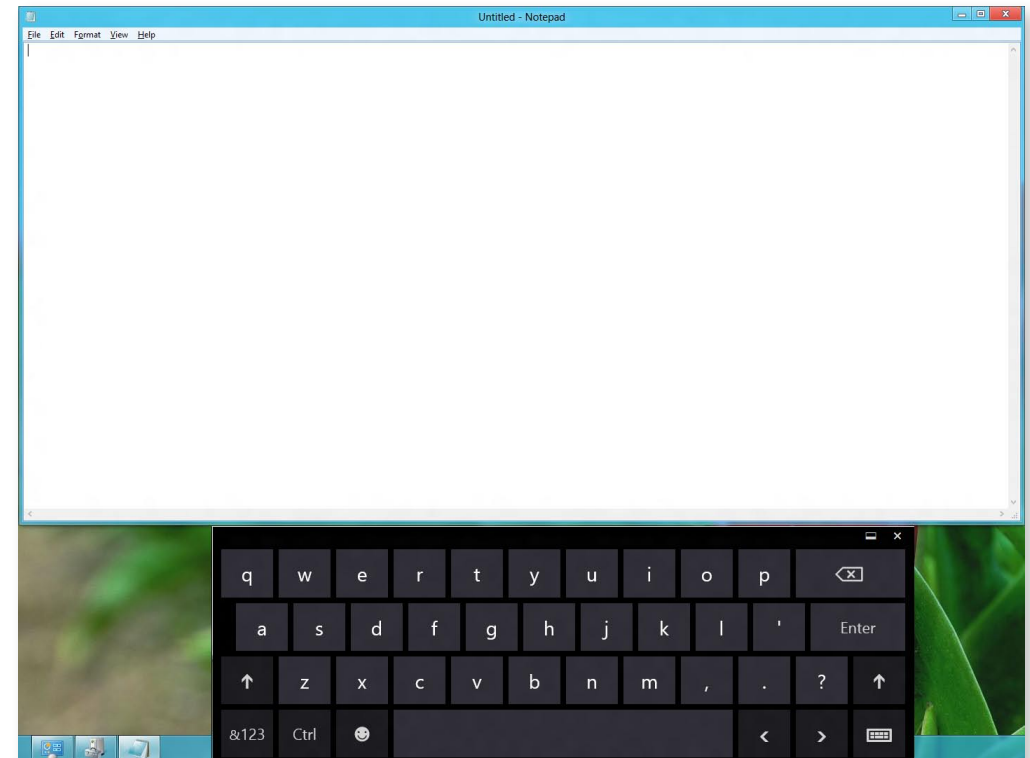 Untitled - Notepad
File Edit Format View Help
q w e r t y u i o p
a s d f g h j k l ' Enter
z x c v b n m , . ?
&123 Ctrl